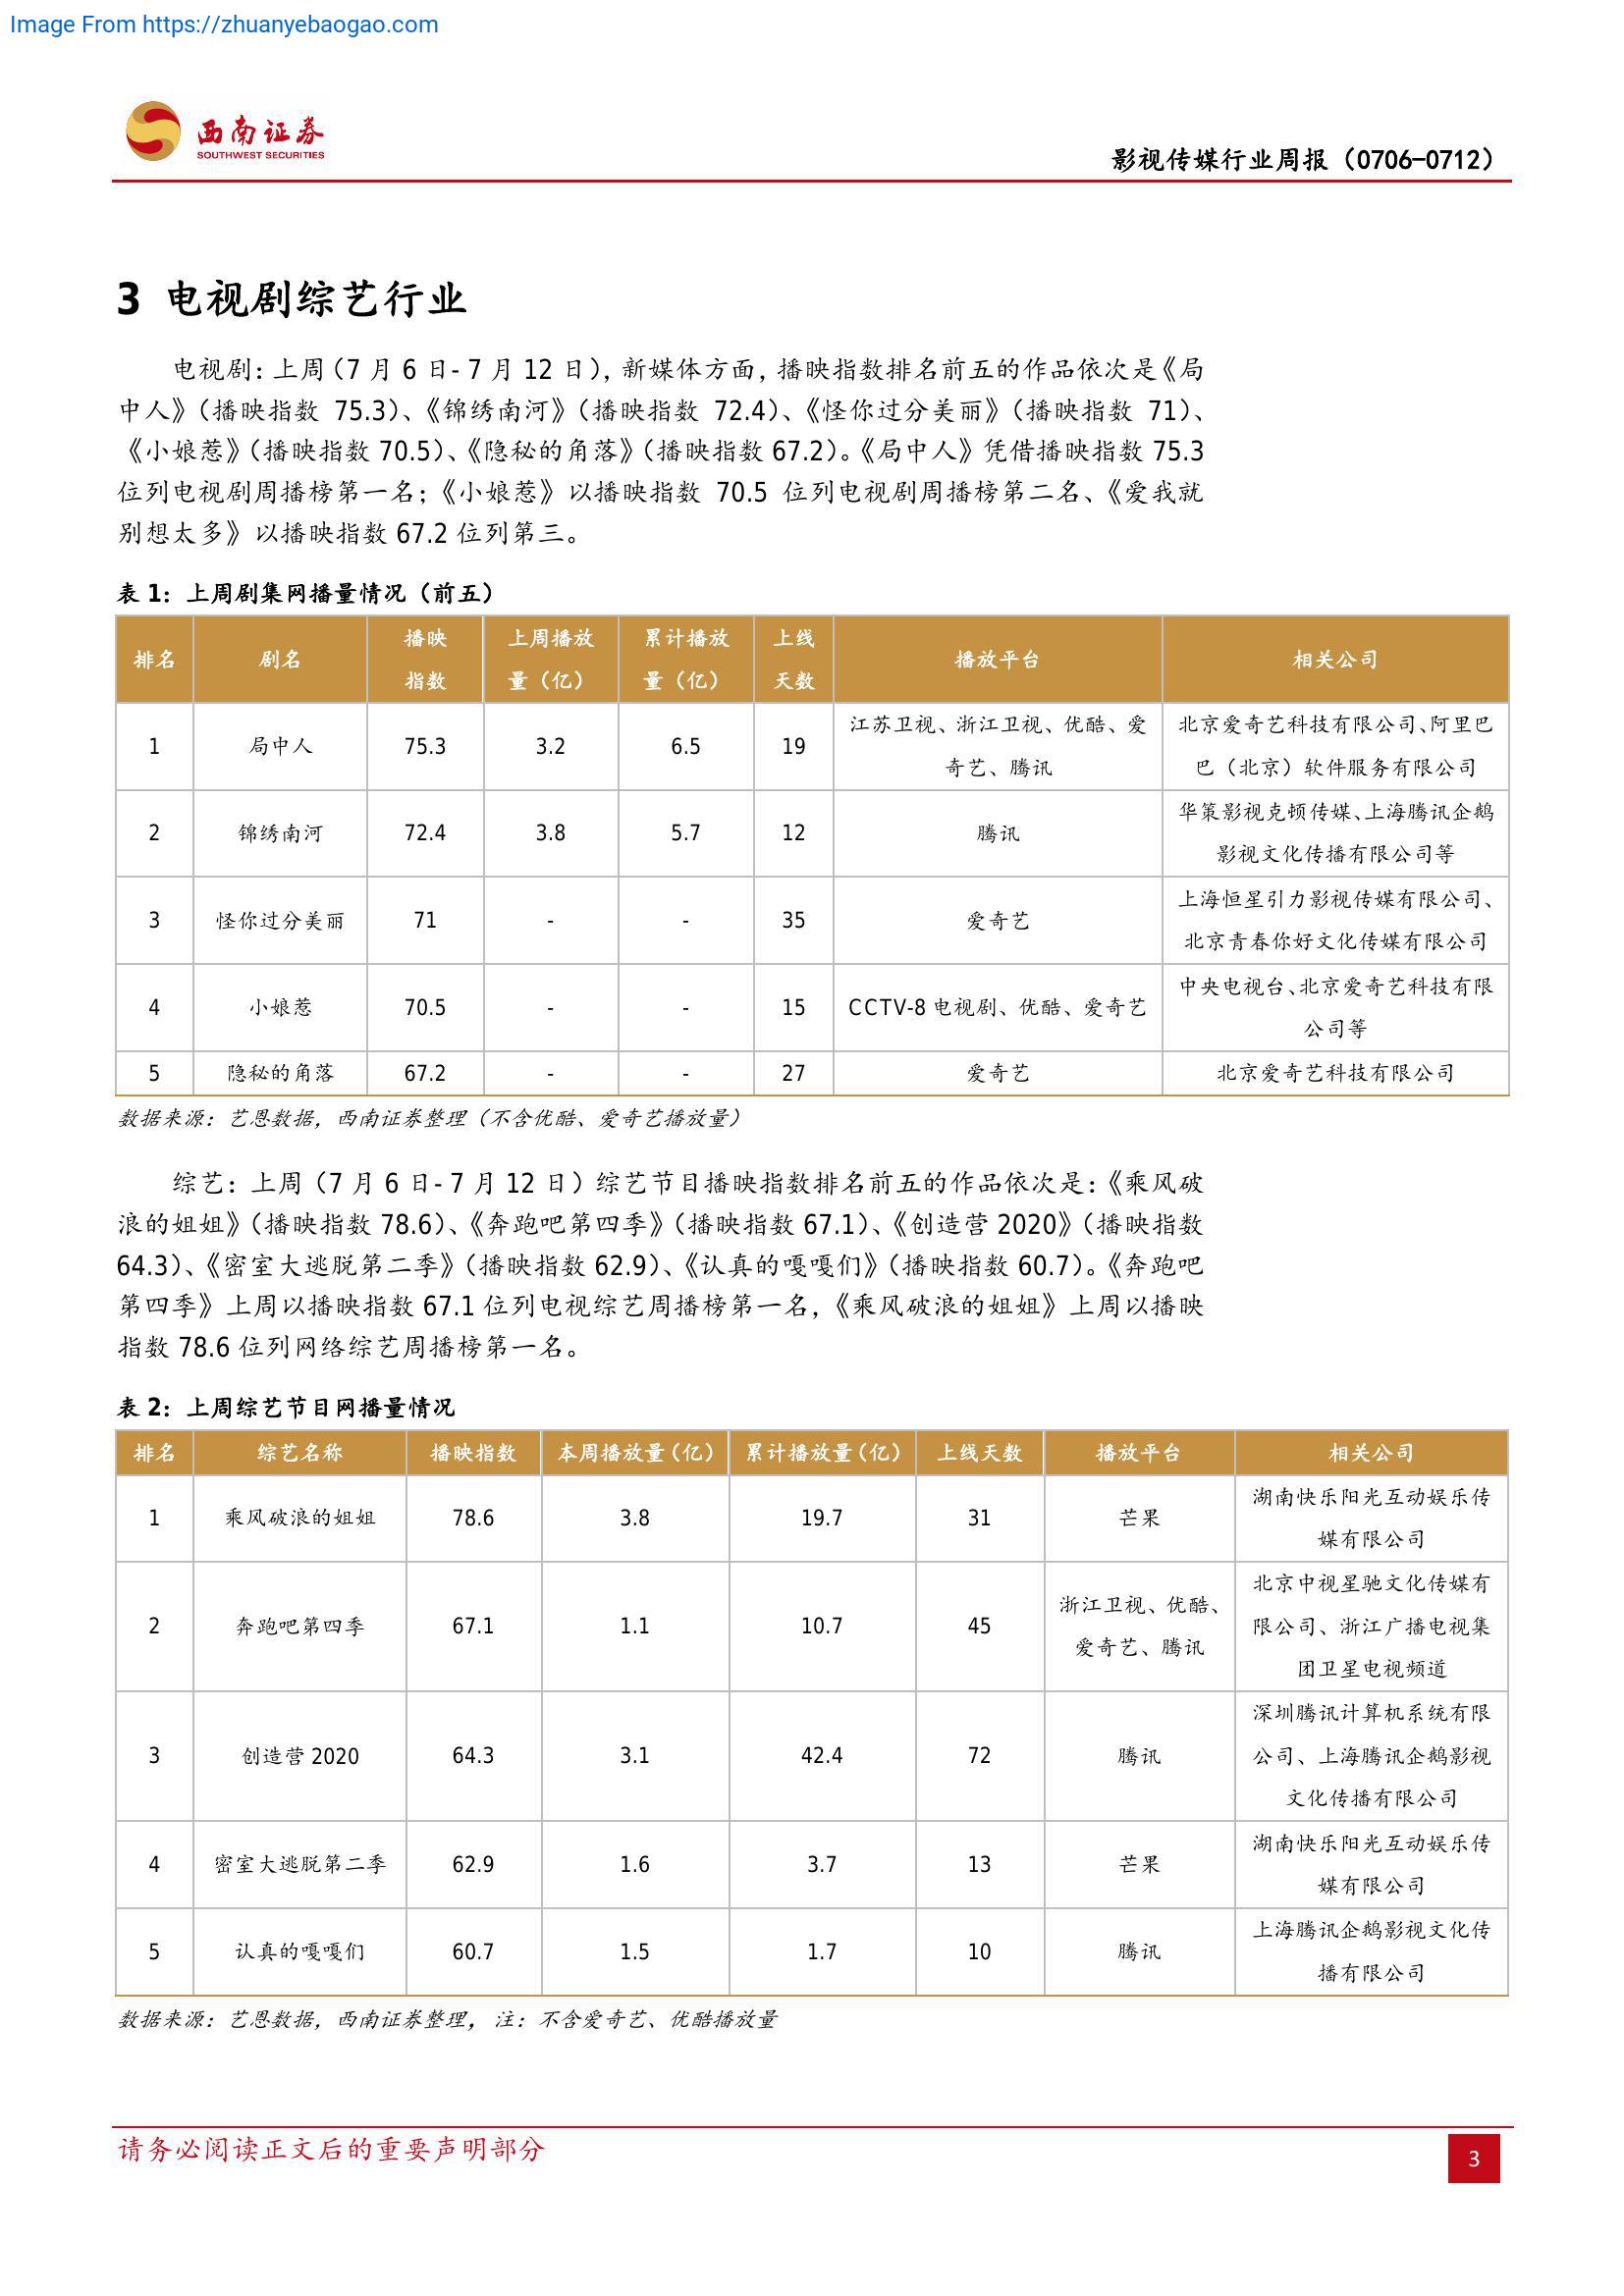 Image From https://zhuanyebaogao.com
西南证券
SOUTHWEST SECURITIES
影视传媒行业周报（0706-0712）
3 电视剧综艺行业
电视剧：上周（7 月 6 日- 7 月 12 日），新媒体方面，播映指数排名前五的作品依次是《局
中人》（播映指数 75.3）、《锦绣南河》（播映指数 72.4）、《怪你过分美丽》（播映指数 71）、
《小娘惹》（播映指数 70.5）、《隐秘的角落》（播映指数 67.2）。《局中人》凭借播映指数 75.3
位列电视剧周播榜第一名；《小娘惹》以播映指数 70.5 位列电视剧周播榜第二名、《爱我就
别想太多》以播映指数 67.2 位列第三。
表 1：上周剧集网播量情况（前五）
排名 剧名 播映指数 上周播放量（亿） 累计播放量（亿） 上线天数 播放平台 相关公司
1 局中人 75.3 3.2 6.5 19 江苏卫视、浙江卫视、优酷、爱奇艺、腾讯 北京爱奇艺科技有限公司、阿里巴巴（北京）软件服务有限公司
2 锦绣南河 72.4 3.8 5.7 12 腾讯 华策影视克顿传媒、上海腾讯企鹅影视文化传播有限公司等
3 怪你过分美丽 71 - - 35 爱奇艺 上海恒星引力影视传媒有限公司、北京青春你好文化传媒有限公司
4 小娘惹 70.5 - - 15 CCTV-8 电视剧、优酷、爱奇艺 中央电视台、北京爱奇艺科技有限公司等
5 隐秘的角落 67.2 - - 27 爱奇艺 北京爱奇艺科技有限公司
数据来源：艺恩数据，西南证券整理（不含优酷、爱奇艺播放量）
综艺：上周（7 月 6 日- 7 月 12 日）综艺节目播映指数排名前五的作品依次是：《乘风破
浪的姐姐》（播映指数 78.6）、《奔跑吧第四季》（播映指数 67.1）、《创造营 2020》（播映指数
64.3）、《密室大逃脱第二季》（播映指数 62.9）、《认真的嘎嘎们》（播映指数 60.7）。《奔跑吧
第四季》上周以播映指数 67.1 位列电视综艺周播榜第一名，《乘风破浪的姐姐》上周以播映
指数 78.6 位列网络综艺周播榜第一名。
表 2：上周综艺节目网播量情况
排名 综艺名称 播映指数 本周播放量（亿） 累计播放量（亿） 上线天数 播放平台 相关公司
1 乘风破浪的姐姐 78.6 3.8 19.7 31 芒果 湖南快乐阳光互动娱乐传媒有限公司
2 奔跑吧第四季 67.1 1.1 10.7 45 浙江卫视、优酷、爱奇艺、腾讯 北京中视星驰文化传媒有限公司、浙江广播电视集团卫星电视频道
3 创造营 2020 64.3 3.1 42.4 72 腾讯 深圳腾讯计算机系统有限公司、上海腾讯企鹅影视文化传播有限公司
4 密室大逃脱第二季 62.9 1.6 3.7 13 芒果 湖南快乐阳光互动娱乐传媒有限公司
5 认真的嘎嘎们 60.7 1.5 1.7 10 腾讯 上海腾讯企鹅影视文化传播有限公司
数据来源：艺恩数据，西南证券整理，注：不含爱奇艺、优酷播放量
请务必阅读正文后的重要声明部分
3